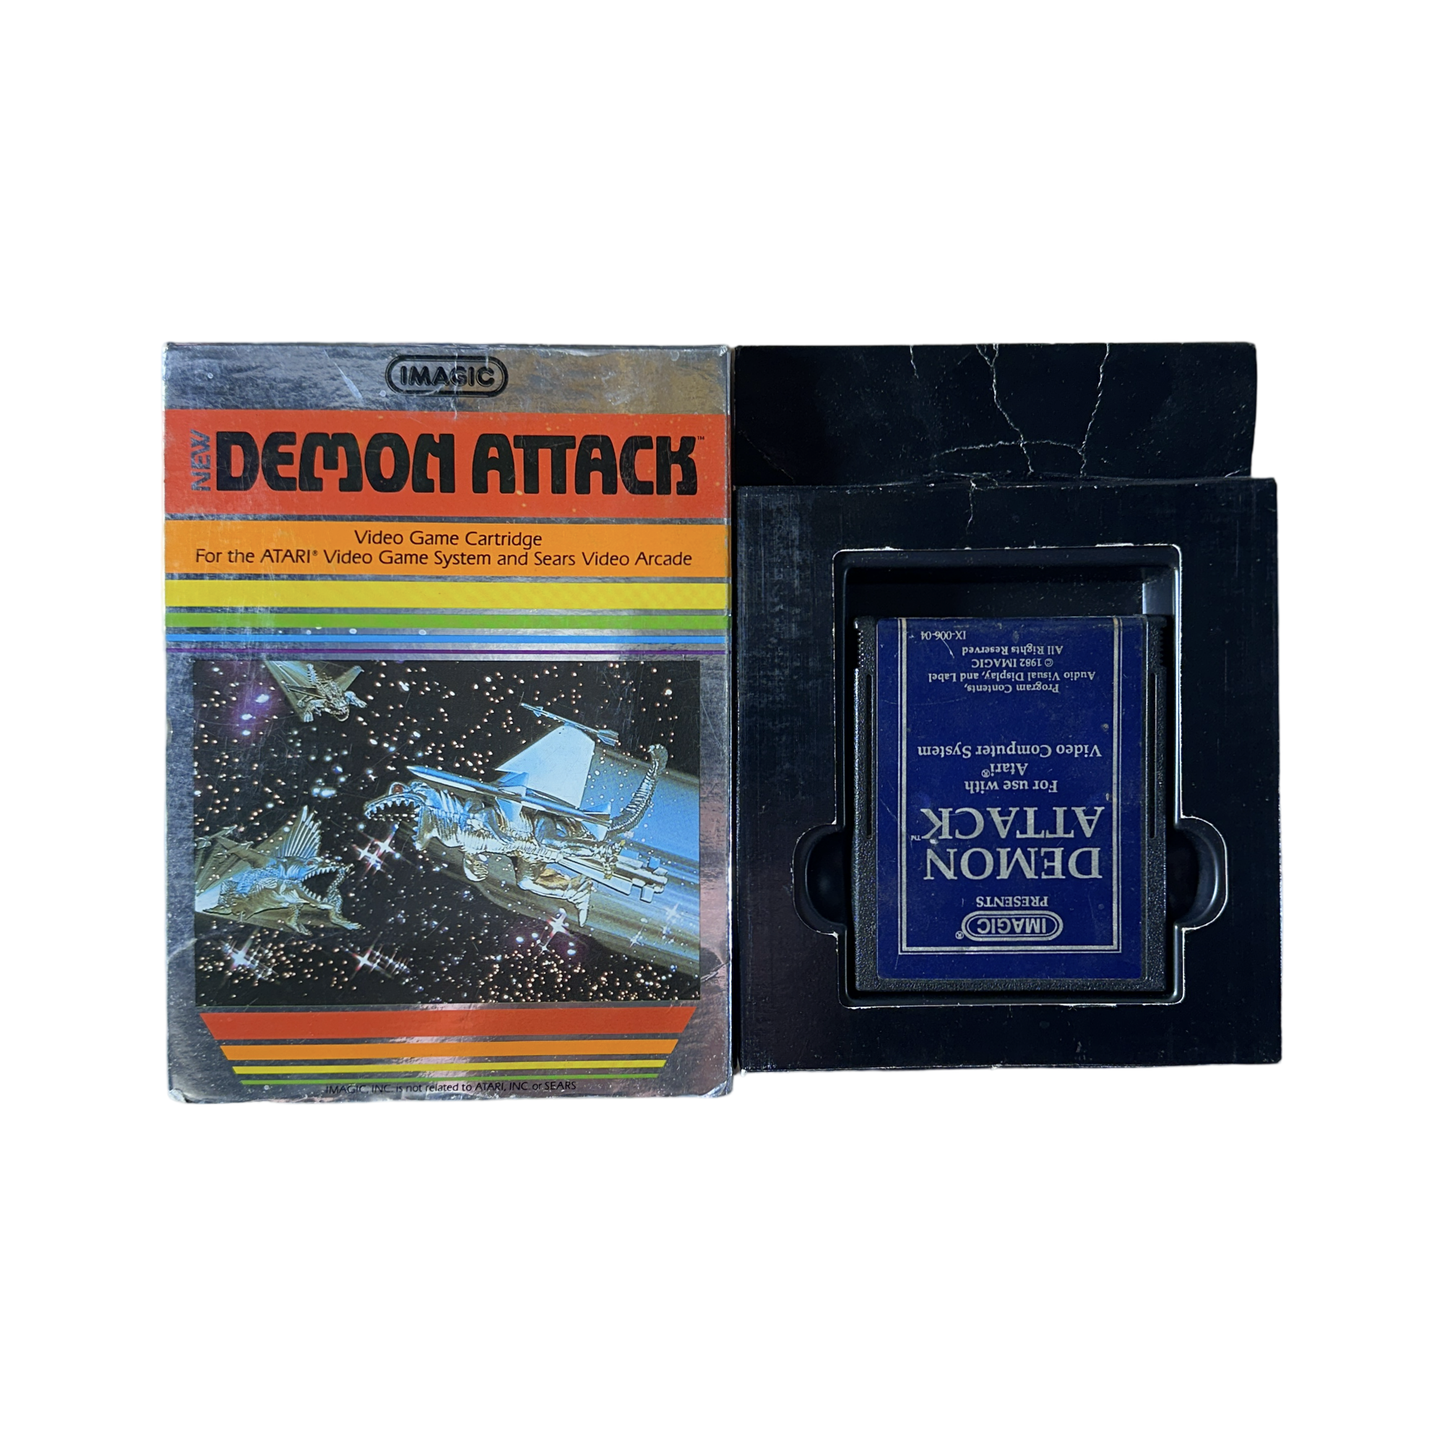 IMAGIC
NEW
DEMON ATTACK™
Video Game Cartridge
For the ATARI® Video Game System and Sears Video Arcade
IMAGIC, INC. is not related to ATARI, INC. or SEARS
IMAGIC®
PRESENTS
DEMON
ATTACK™
For use with
Atari®
Video Computer System
Program Contents,
Audio Visual Display, and Label
© 1982 IMAGIC
All Rights Reserved
IX-006-04